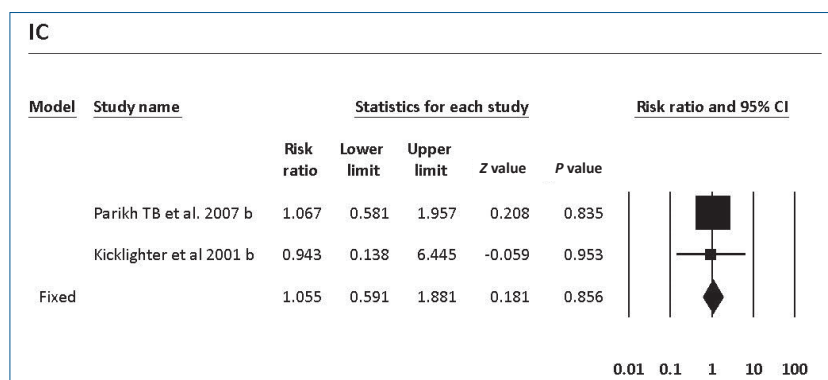 IC
Model Study name Statistics for each study Risk ratio and 95% CI
Risk ratio Lower limit Upper limit Z value P value
Parikh TB et al. 2007 b 1.067 0.581 1.957 0.208 0.835
Kicklighter et al 2001 b 0.943 0.138 6.445 -0.059 0.953
Fixed 1.055 0.591 1.881 0.181 0.856
0.01 0.1 1 10 100